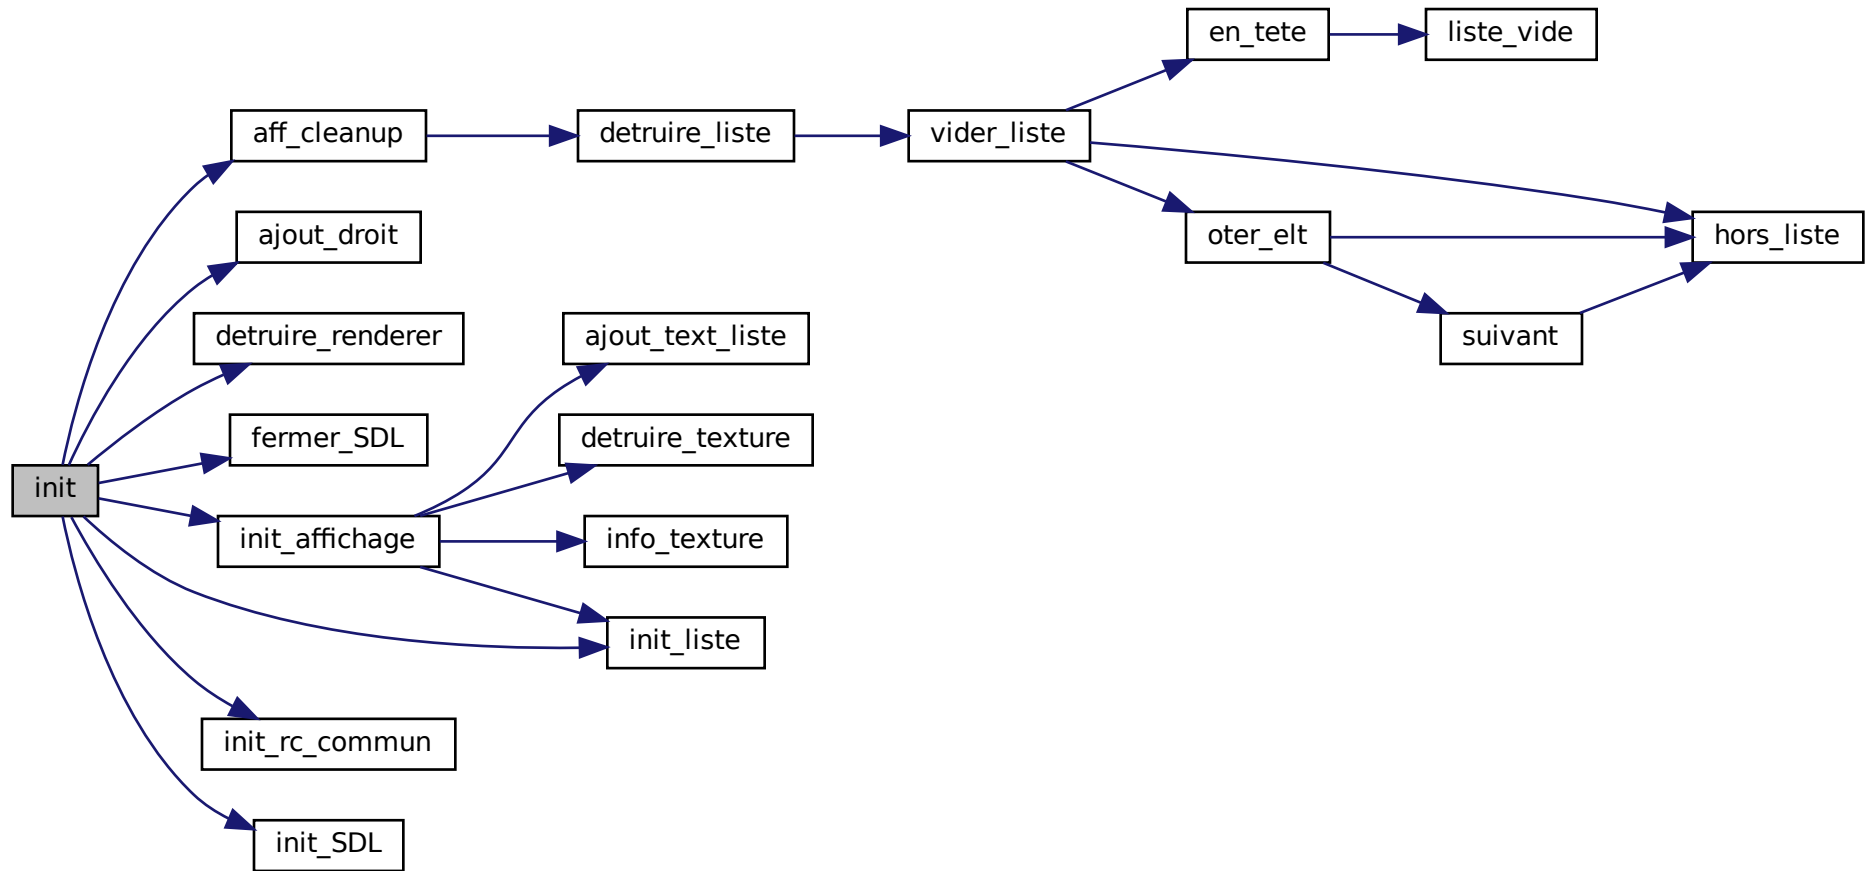 en_tete
liste_vide
aff_cleanup
detruire_liste
vider_liste
ajout_droit
oter_elt
hors_liste
detruire_renderer
ajout_text_liste
suivant
fermer_SDL
detruire_texture
init
init_affichage
info_texture
init_liste
init_rc_commun
init_SDL